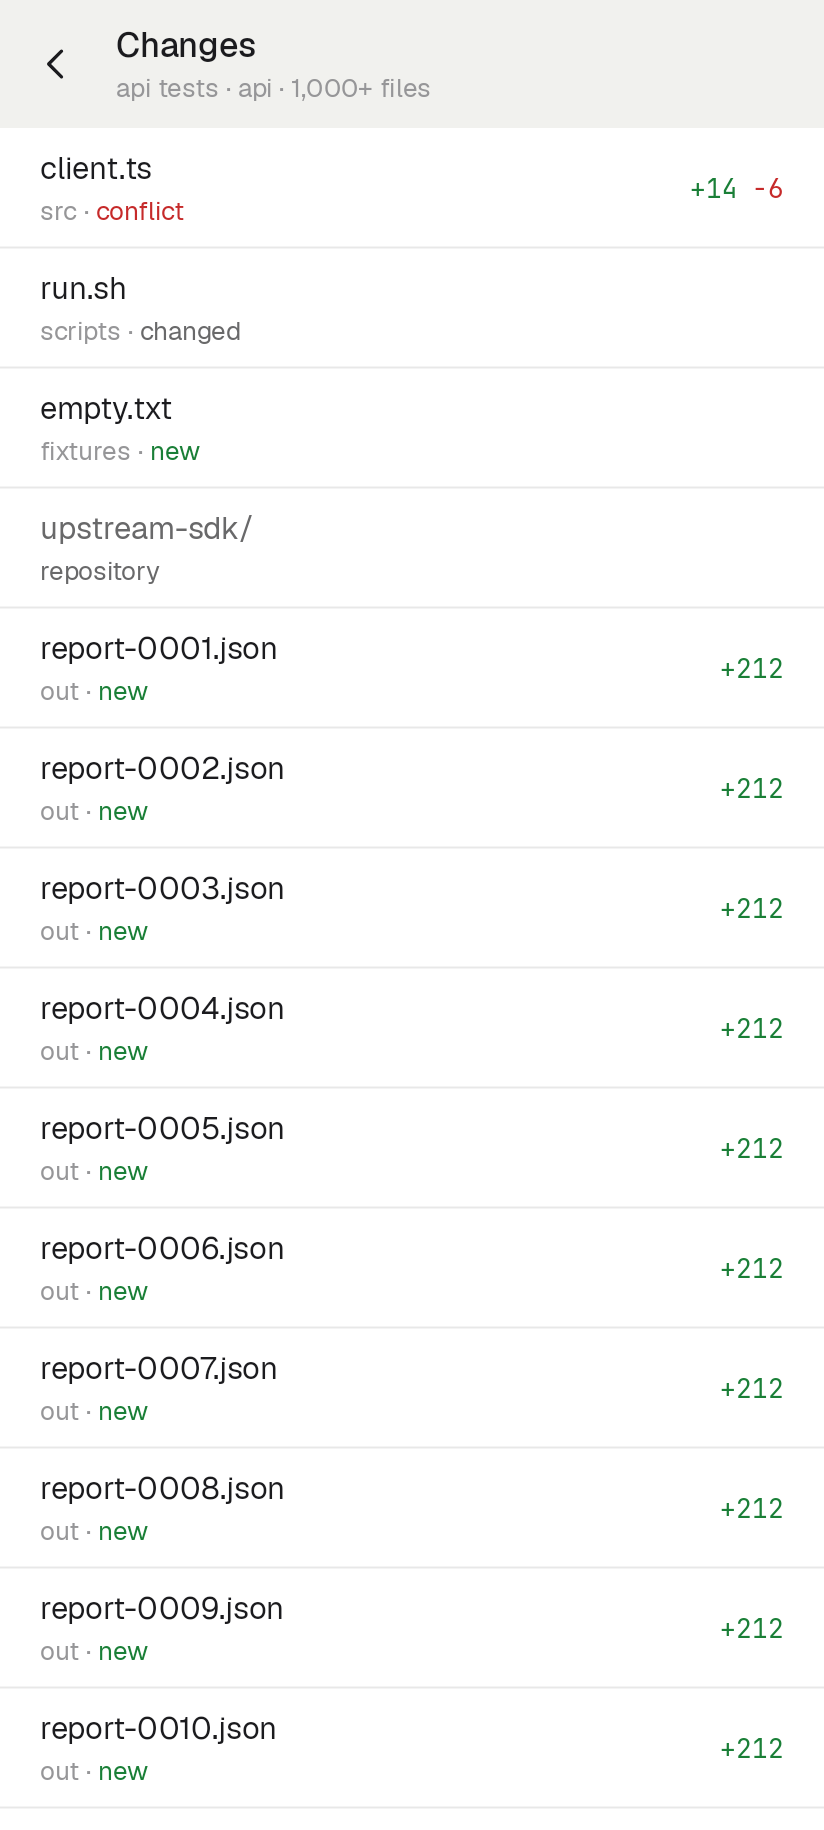 Changes
api tests · api · 1,000+ files
client.ts
src · conflict
+14 -6
run.sh
scripts · changed
empty.txt
fixtures · new
upstream-sdk/
repository
report-0001.json
out · new
+212
report-0002.json
out · new
+212
report-0003.json
out · new
+212
report-0004.json
out · new
+212
report-0005.json
out · new
+212
report-0006.json
out · new
+212
report-0007.json
out · new
+212
report-0008.json
out · new
+212
report-0009.json
out · new
+212
report-0010.json
out · new
+212